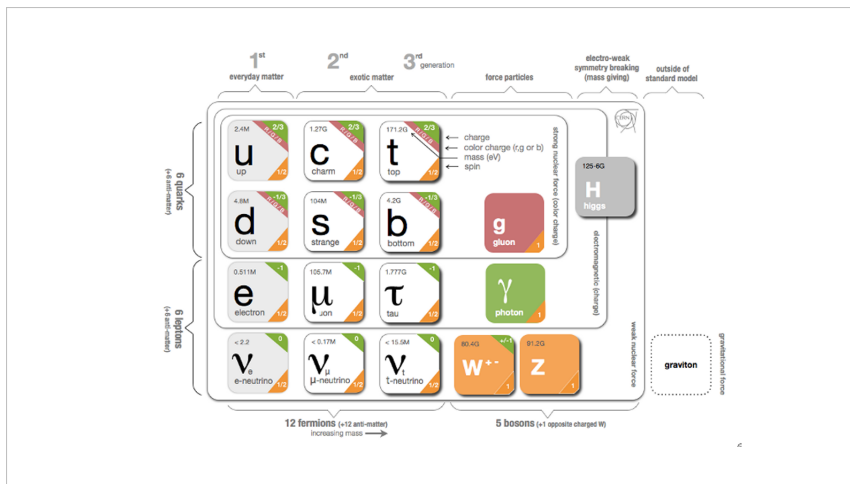 1st
2nd
3rd generation
everyday matter
exotic matter
force particles
electro-weak
symmetry breaking
(mass giving)
outside of
standard model
6 quarks
(+6 anti-matter)
6 leptons
(+6 anti-matter)
2.4M
2/3
R/G/B
u
up
1/2
1.27G
2/3
R/G/B
c
charm
1/2
171.2G
2/3
R/G/B
t
top
1/2
charge
color charge (r,g or b)
mass (eV)
spin
strong nuclear force (color charge)
CERN
125-6G
H
higgs
4.8M
-1/3
R/G/B
d
down
1/2
104M
-1/3
R/G/B
s
strange
1/2
4.2G
-1/3
R/G/B
b
bottom
1/2
g
gluon
1
electromagnetic (charge)
0.511M
-1
e
electron
1/2
105.7M
-1
μ
uon
1/2
1.777G
-1
τ
tau
1/2
γ
photon
1
weak nuclear force
< 2.2
0
νe
e-neutrino
1/2
< 0.17M
0
νμ
μ-neutrino
1/2
< 15.5M
0
νt
t-neutrino
1/2
80.4G
+/-1
W+-
1
91.2G
Z
1
graviton
gravitational force
12 fermions (+12 anti-matter)
increasing mass
5 bosons (+1 opposite charged W)